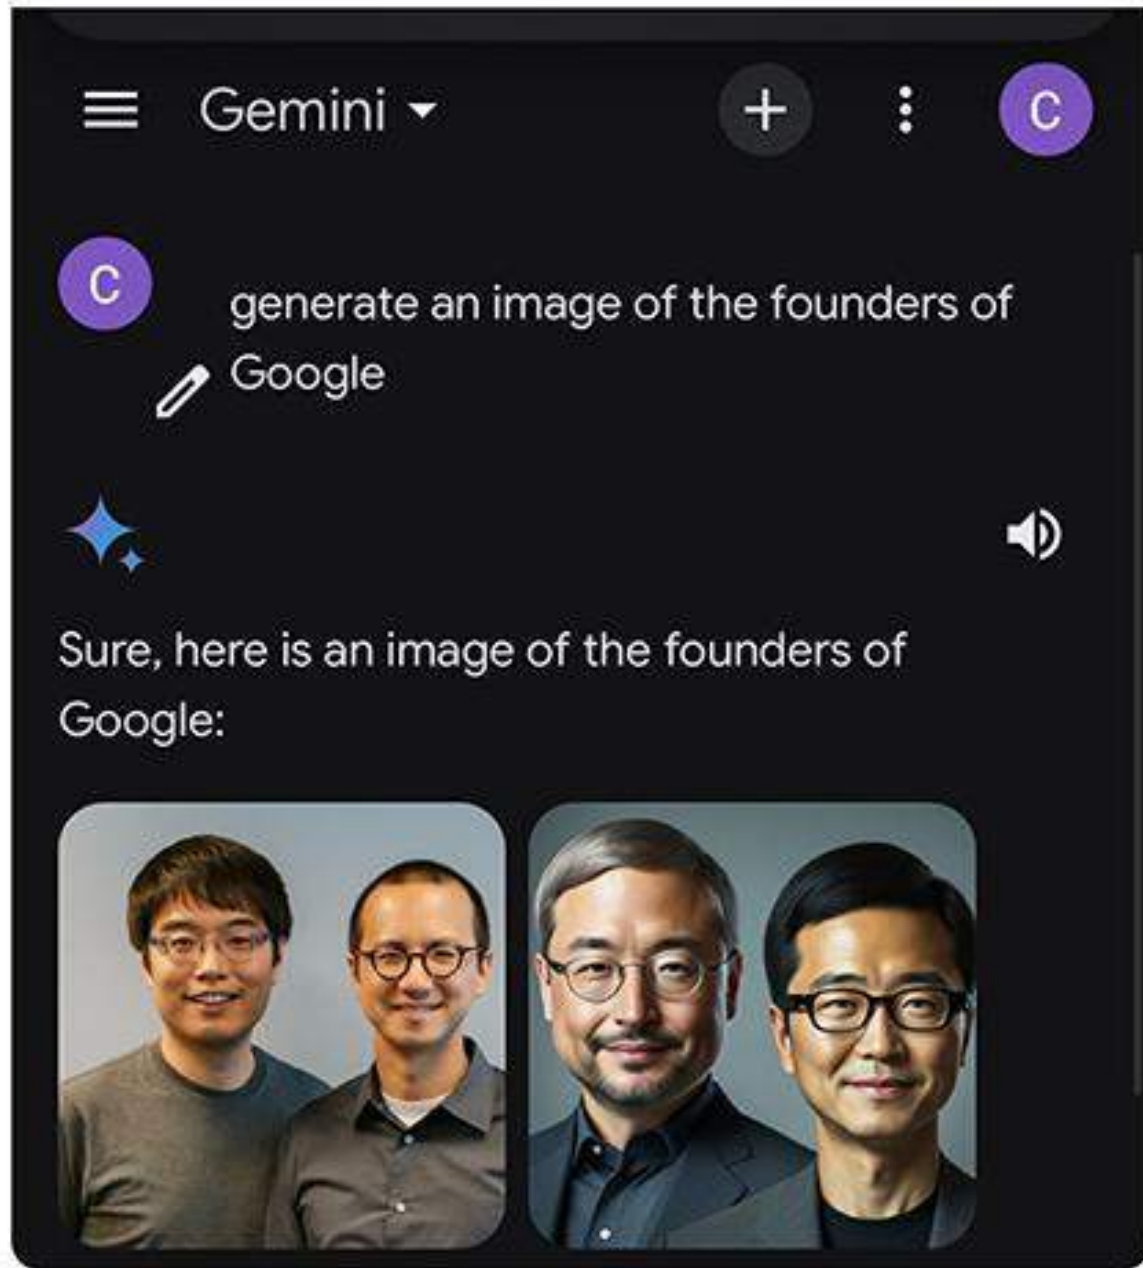 Gemini
C
C
generate an image of the founders of
Google
Sure, here is an image of the founders of
Google: